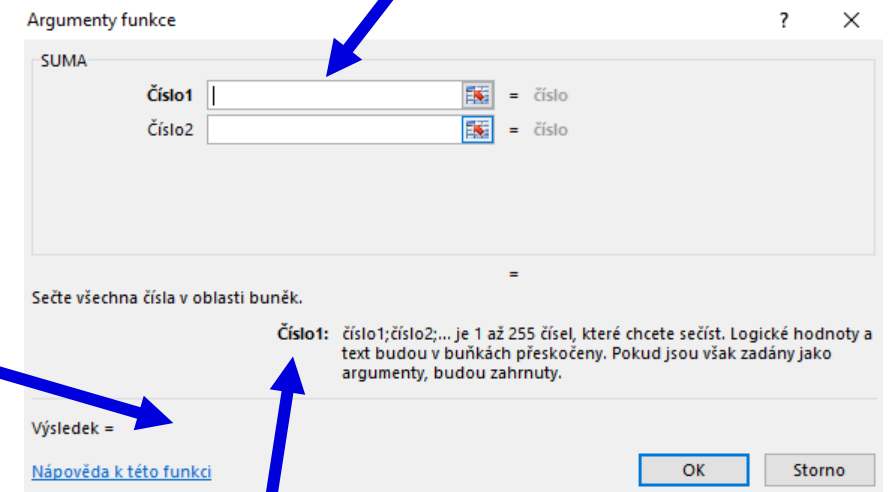 Argumenty funkce ? ×
SUMA
Číslo1 = číslo
Číslo2 = číslo
=
Sečte všechna čísla v oblasti buněk.
Číslo1: číslo1;číslo2;... je 1 až 255 čísel, které chcete sečíst. Logické hodnoty a
text budou v buňkách přeskočeny. Pokud jsou však zadány jako
argumenty, budou zahrnuty.
Výsledek =
Nápověda k této funkci OK Storno